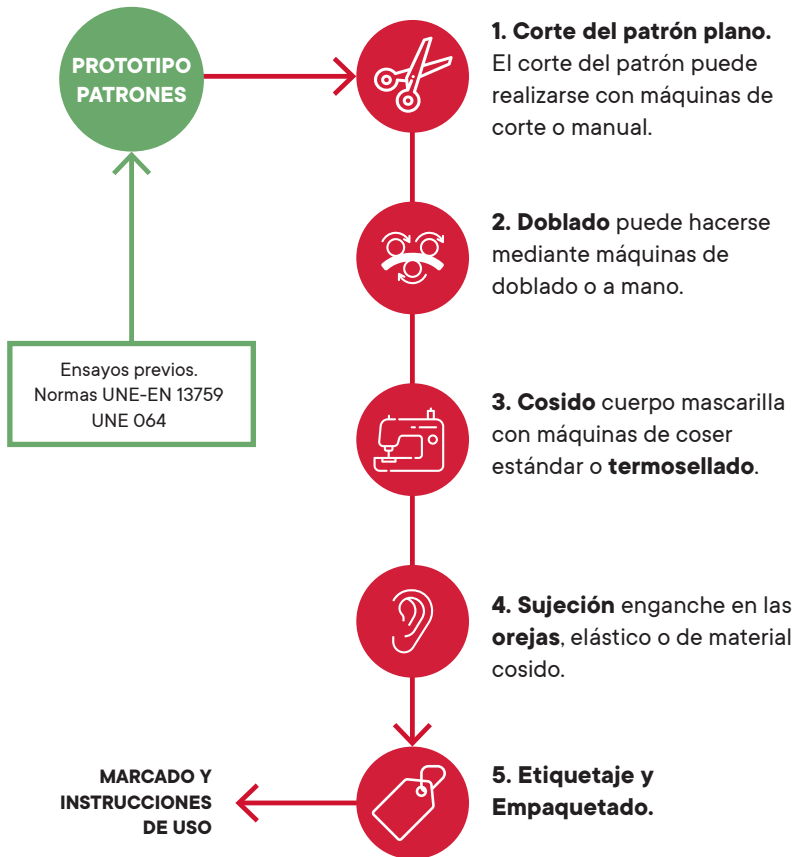 PROTOTIPO
PATRONES
1. Corte del patrón plano.
El corte del patrón puede
realizarse con máquinas de
corte o manual.
2. Doblado puede hacerse
mediante máquinas de
doblado o a mano.
Ensayos previos.
Normas UNE-EN 13759
UNE 064
3. Cosido cuerpo mascarilla
con máquinas de coser
estándar o termosellado.
4. Sujeción enganche en las
orejas, elástico o de material
cosido.
5. Etiquetaje y
Empaquetado.
MARCADO Y
INSTRUCCIONES
DE USO